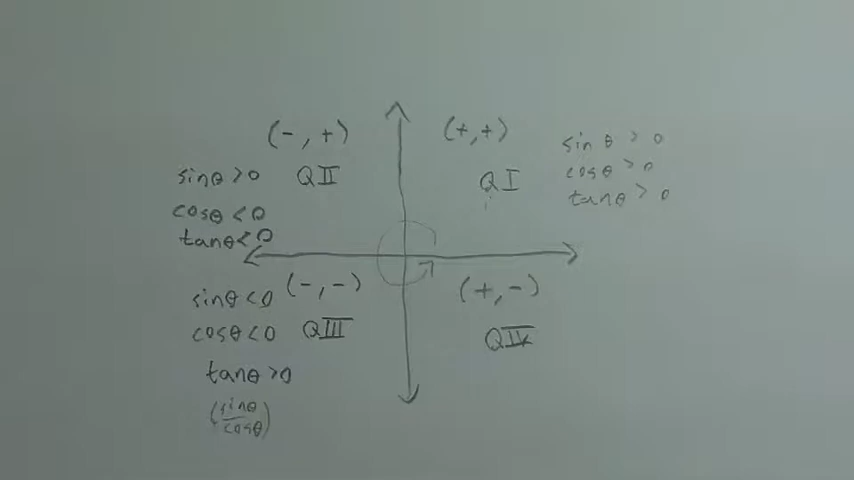 (-,+)
(+,+)
sinθ > 0
cosθ > 0
tanθ > 0
sinθ > 0
QII
QI
cosθ < 0
tanθ < 0
sinθ < 0
(-,-)
(+,-)
cosθ < 0
QIII
QIV
tanθ > 0
(sinθ
cosθ)